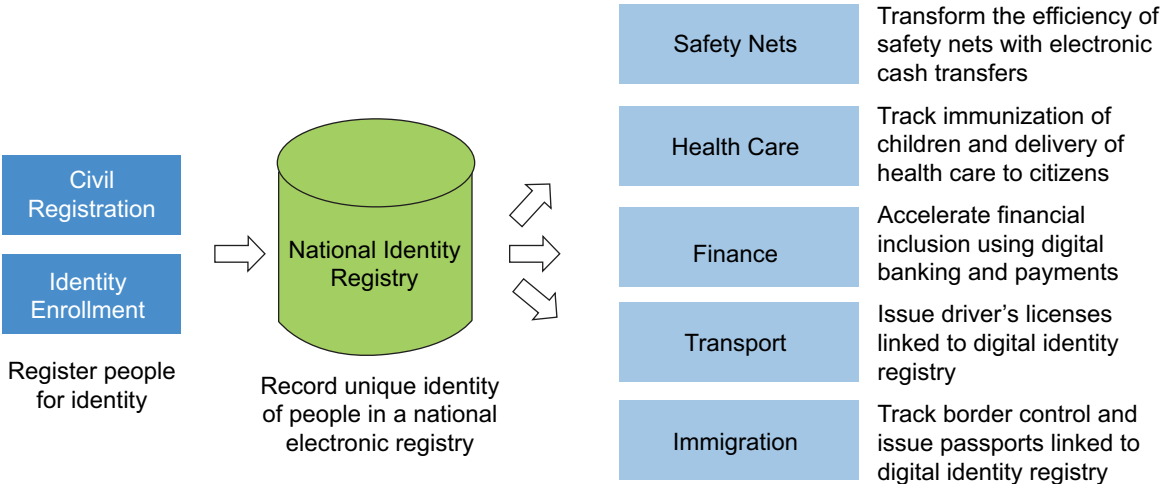 Civil
Registration
Identity
Enrollment
Register people
for identity
National Identity
Registry
Record unique identity
of people in a national
electronic registry
Safety Nets
Transform the efficiency of
safety nets with electronic
cash transfers
Health Care
Track immunization of
children and delivery of
health care to citizens
Finance
Accelerate financial
inclusion using digital
banking and payments
Transport
Issue driver’s licenses
linked to digital identity
registry
Immigration
Track border control and
issue passports linked to
digital identity registry